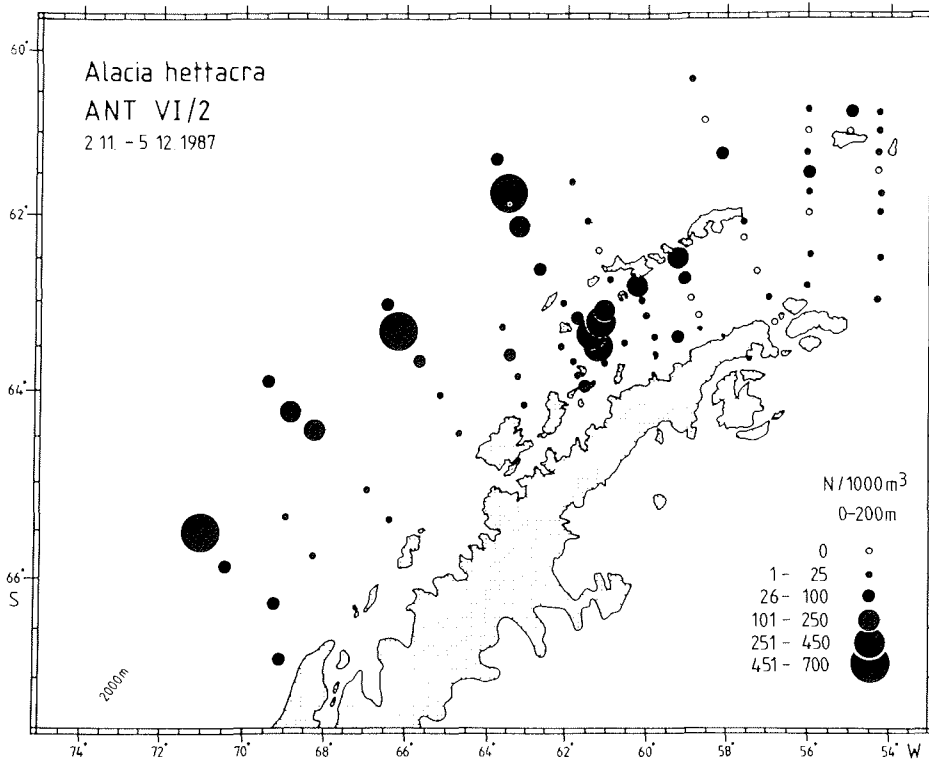 60°
Alacia hettacra
ANT VI/2
2 11. - 5 12. 1987
62°
64°
N/1000m³
0-200m
0
1 - 25
26 - 100
101 - 250
251 - 450
451 - 700
66°
S
2000m
74° 72° 70° 68° 66° 64° 62° 60° 58° 56° 54° W